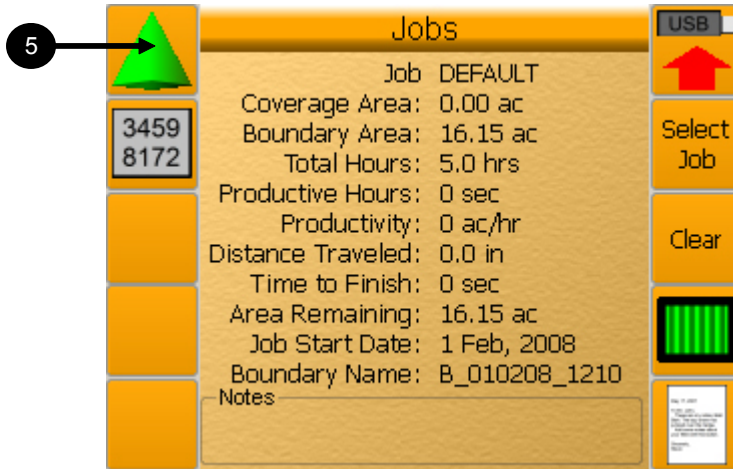 5
Jobs
USB
Job DEFAULT
Coverage Area: 0.00 ac
3459
8172
Boundary Area: 16.15 ac
Select
Job
Total Hours: 5.0 hrs
Productive Hours: 0 sec
Productivity: 0 ac/hr
Clear
Distance Traveled: 0.0 in
Time to Finish: 0 sec
Area Remaining: 16.15 ac
Job Start Date: 1 Feb, 2008
Boundary Name: B_010208_1210
Notes